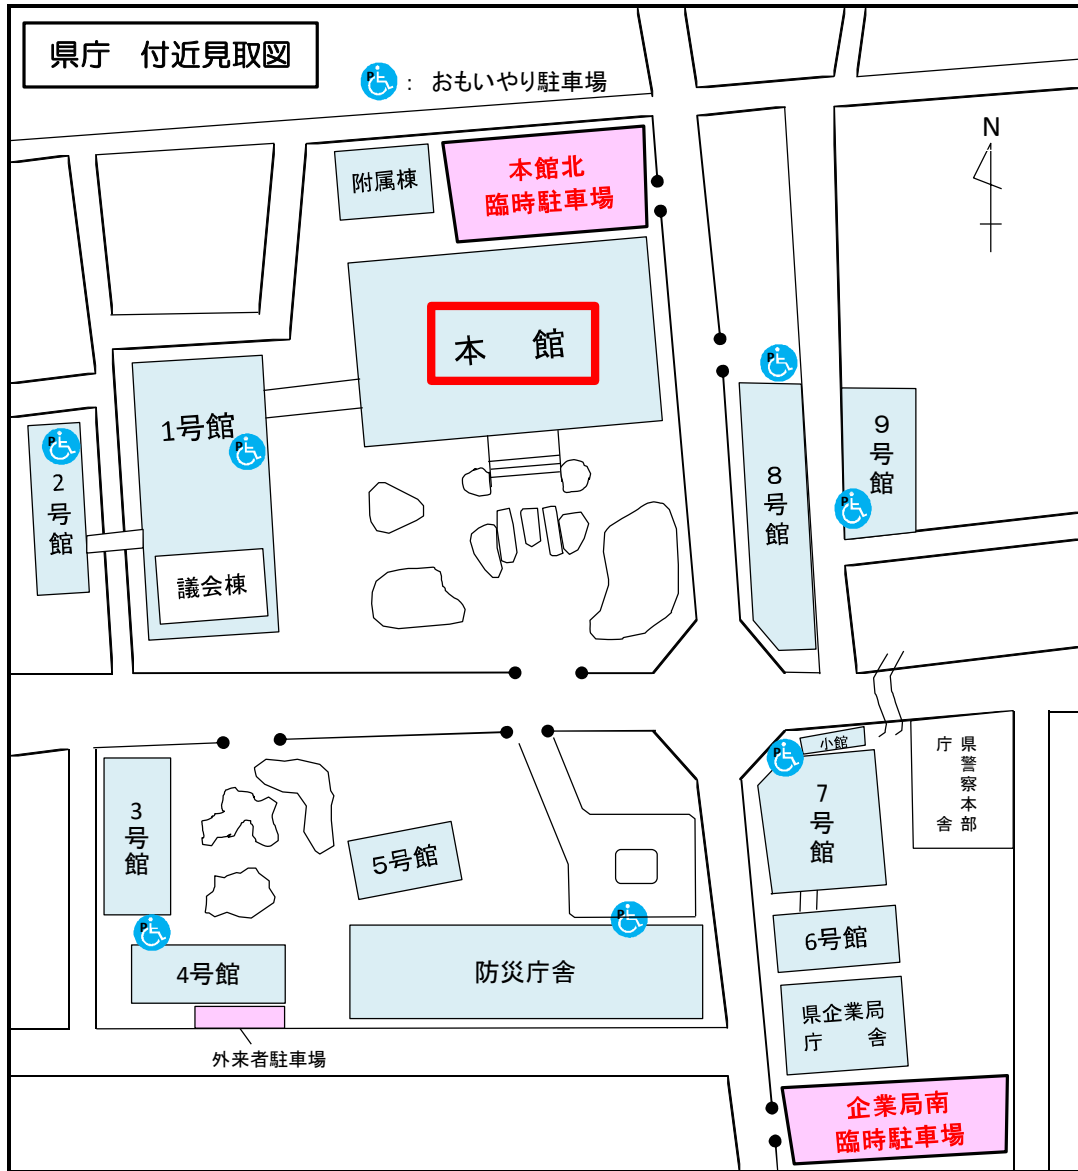 県庁　付近見取図
P : おもいやり駐車場
N
附属棟
本館北
臨時駐車場
本　館
1号館
P
P
2号館
議会棟
P
8号館
9号館
P
小館
P
7号館
県警察本部
庁　舎
3号館
5号館
P
P
4号館
防災庁舎
6号館
県企業局
庁　舎
外来者駐車場
企業局南
臨時駐車場